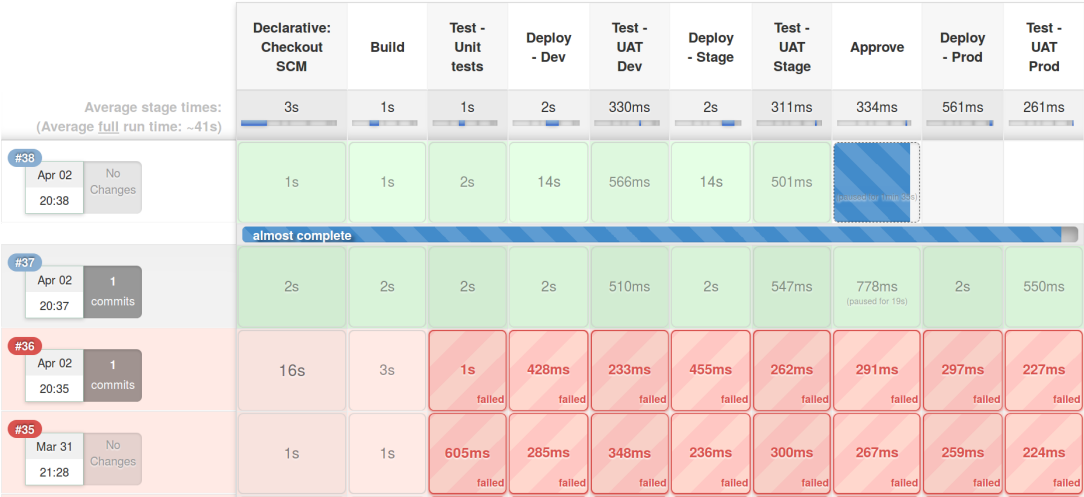 Declarative:
Checkout
SCM
Build
Test -
Unit
tests
Deploy
- Dev
Test -
UAT
Dev
Deploy
- Stage
Test -
UAT
Stage
Approve
Deploy
- Prod
Test -
UAT
Prod
Average stage times:
(Average full run time: ~41s)
3s
1s
1s
2s
330ms
2s
311ms
334ms
561ms
261ms
#38
Apr 02
20:38
No
Changes
1s
1s
2s
14s
566ms
14s
501ms
(paused for 1min
almost complete
#37
Apr 02
20:37
1
commits
2s
2s
2s
2s
510ms
2s
547ms
778ms
(paused for 19s)
2s
550ms
#36
Apr 02
20:35
1
commits
16s
3s
1s
failed
428ms
failed
233ms
failed
455ms
failed
262ms
failed
291ms
failed
297ms
failed
227ms
failed
#35
Mar 31
21:28
No
Changes
1s
1s
605ms
failed
285ms
failed
348ms
failed
236ms
failed
300ms
failed
267ms
failed
259ms
failed
224ms
failed